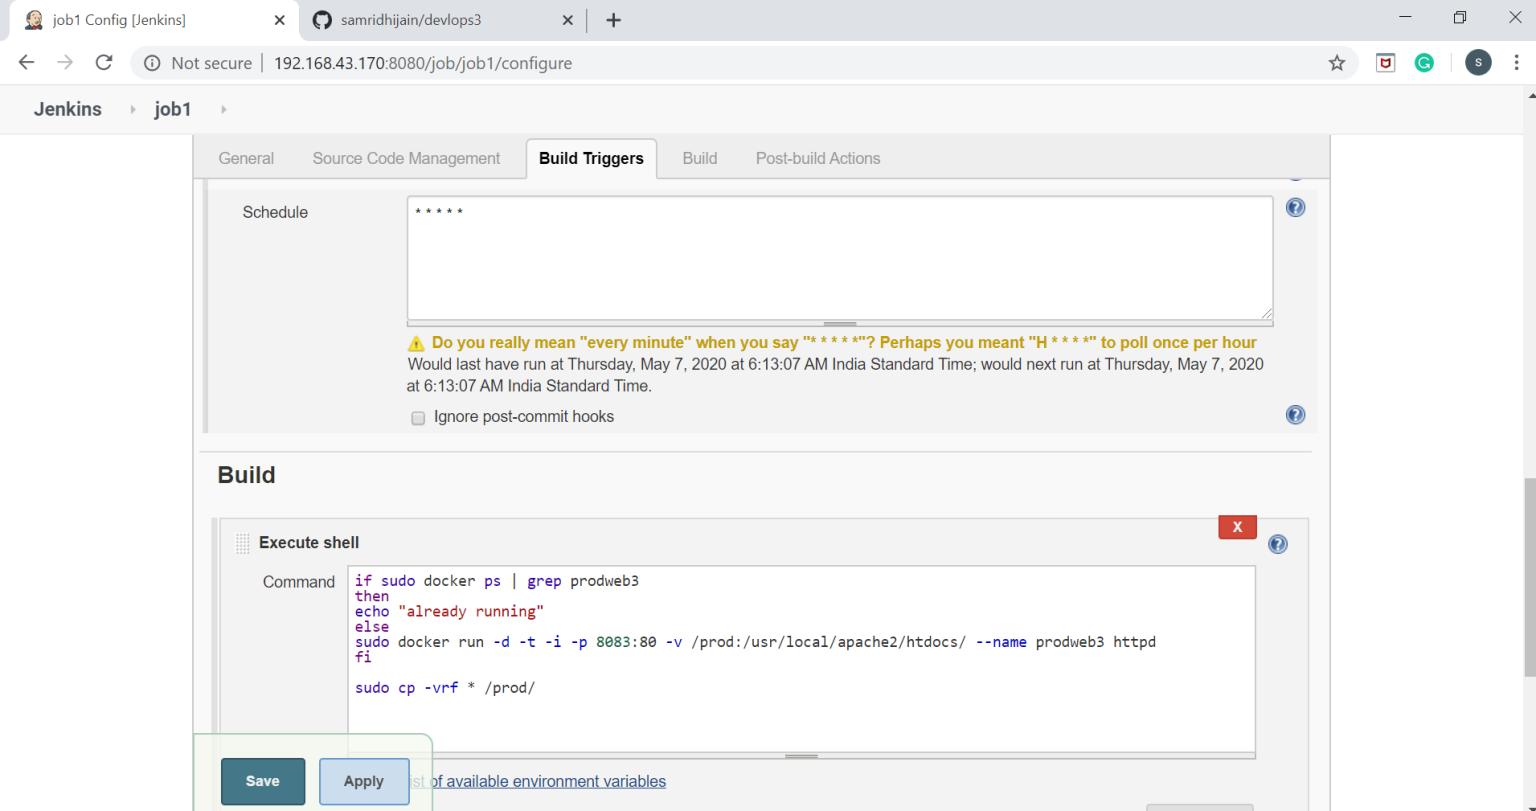 job1 Config [Jenkins]
samridhijain/devlops3
Not secure
192.168.43.170:8080/job/job1/configure
S
Jenkins
job1
General
Source Code Management
Build Triggers
Build
Post-build Actions
Schedule
* * * * *
Do you really mean "every minute" when you say "* * * * *"? Perhaps you meant "H * * * *" to poll once per hour
Would last have run at Thursday, May 7, 2020 at 6:13:07 AM India Standard Time; would next run at Thursday, May 7, 2020
at 6:13:07 AM India Standard Time.
Ignore post-commit hooks
Build
X
Execute shell
Command
if sudo docker ps | grep prodweb3
then
echo "already running"
else
sudo docker run -d -t -i -p 8083:80 -v /prod:/usr/local/apache2/htdocs/ --name prodweb3 httpd
fi
sudo cp -vrf * /prod/
Save
Apply
of available environment variables